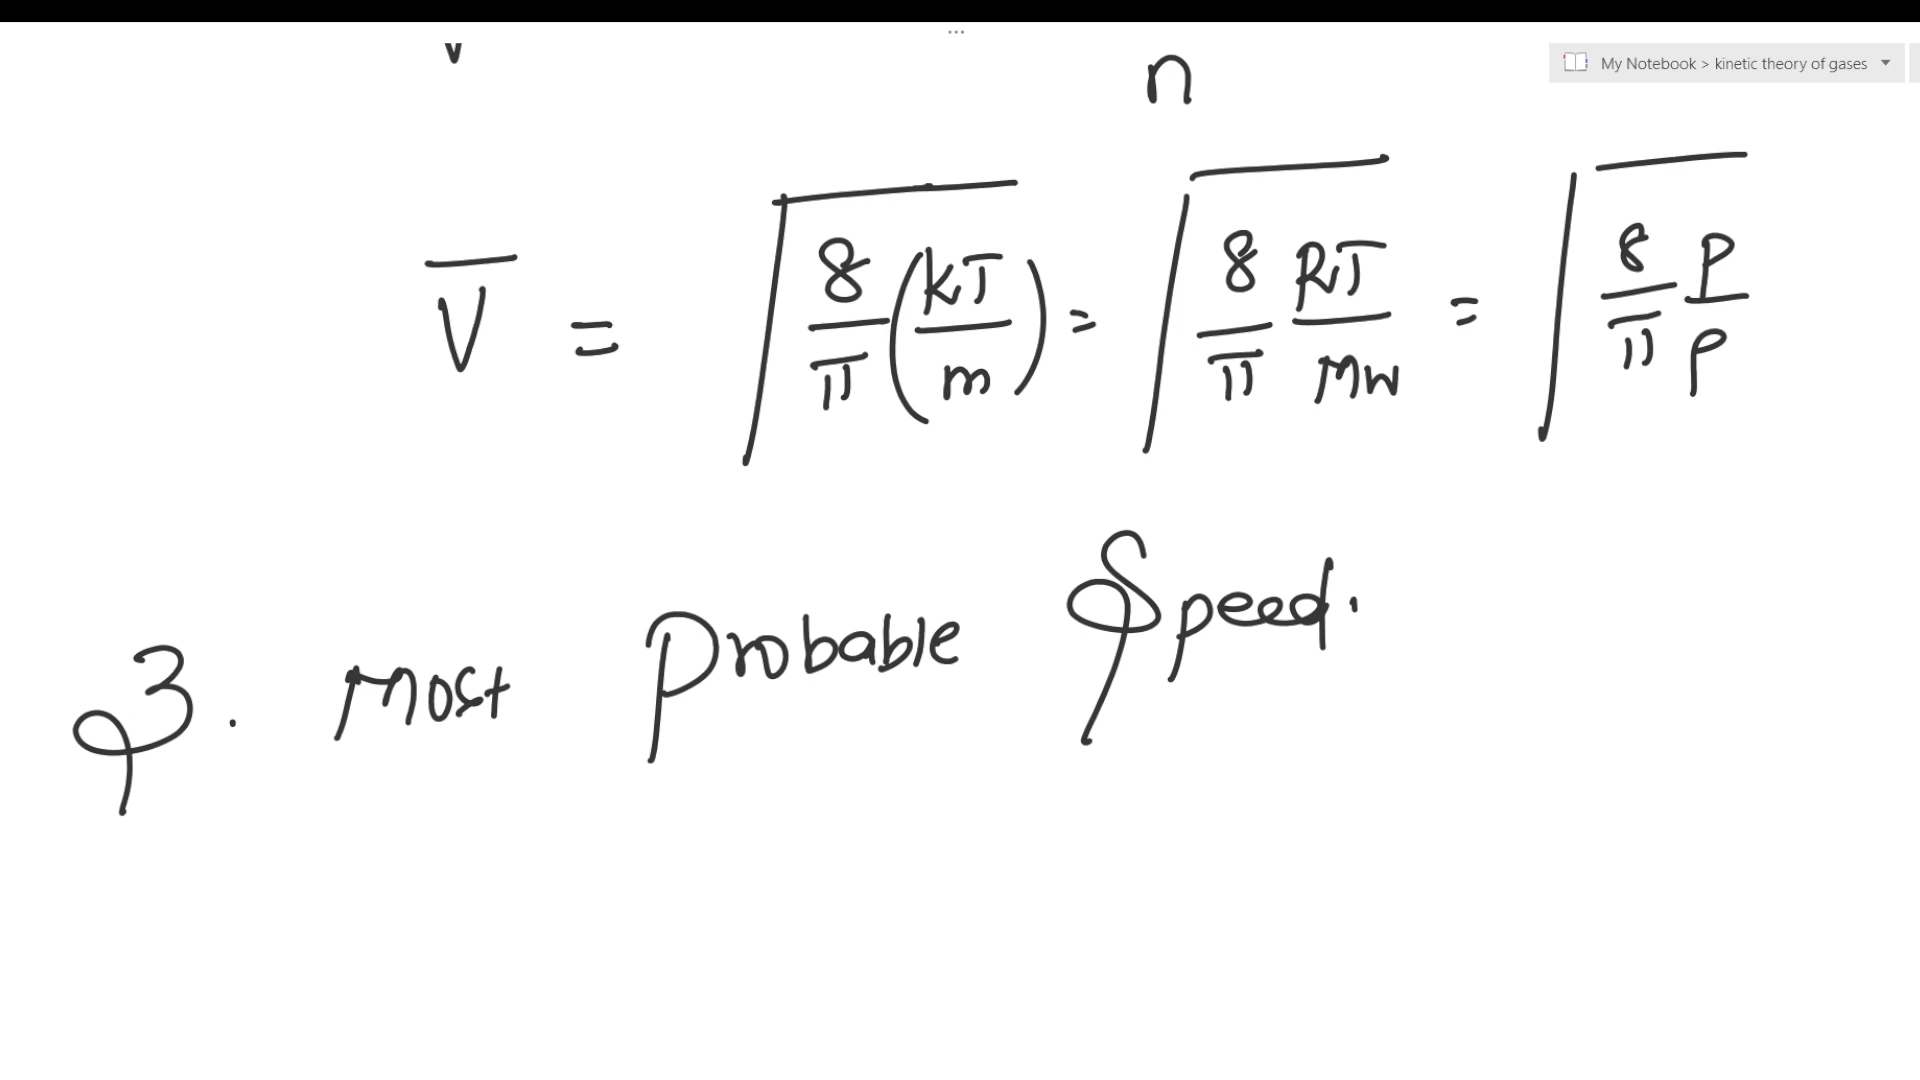 ...
v
n
My Notebook > kinetic theory of gases
V̅ = √(8/π (kT/m)) = √(8/π RT/Mw) = √(8/π P/ρ)
3. Most Probable Speed.